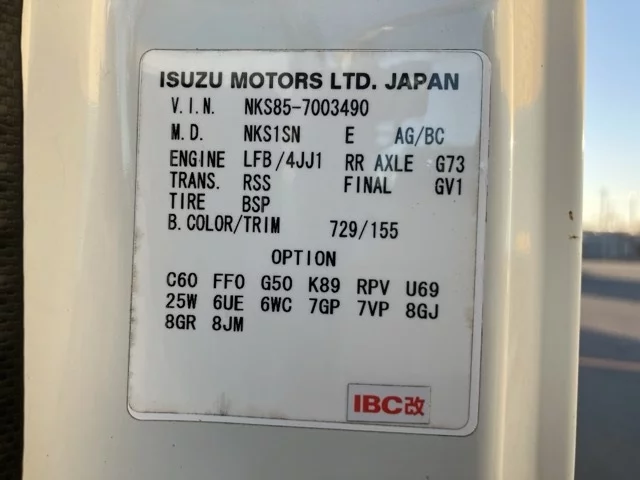 ISUZU MOTORS LTD. JAPAN
V.I.N. NKS85-7003490
M.D. NKS1SN E AG/BC
ENGINE LFB/4JJ1 RR AXLE G73
TRANS. RSS FINAL GV1
TIRE BSP
B.COLOR/TRIM 729/155
OPTION
C60 FF0 G50 K89 RPV U69
25W 6UE 6WC 7GP 7VP 8GJ
8GR 8JM
IBC改